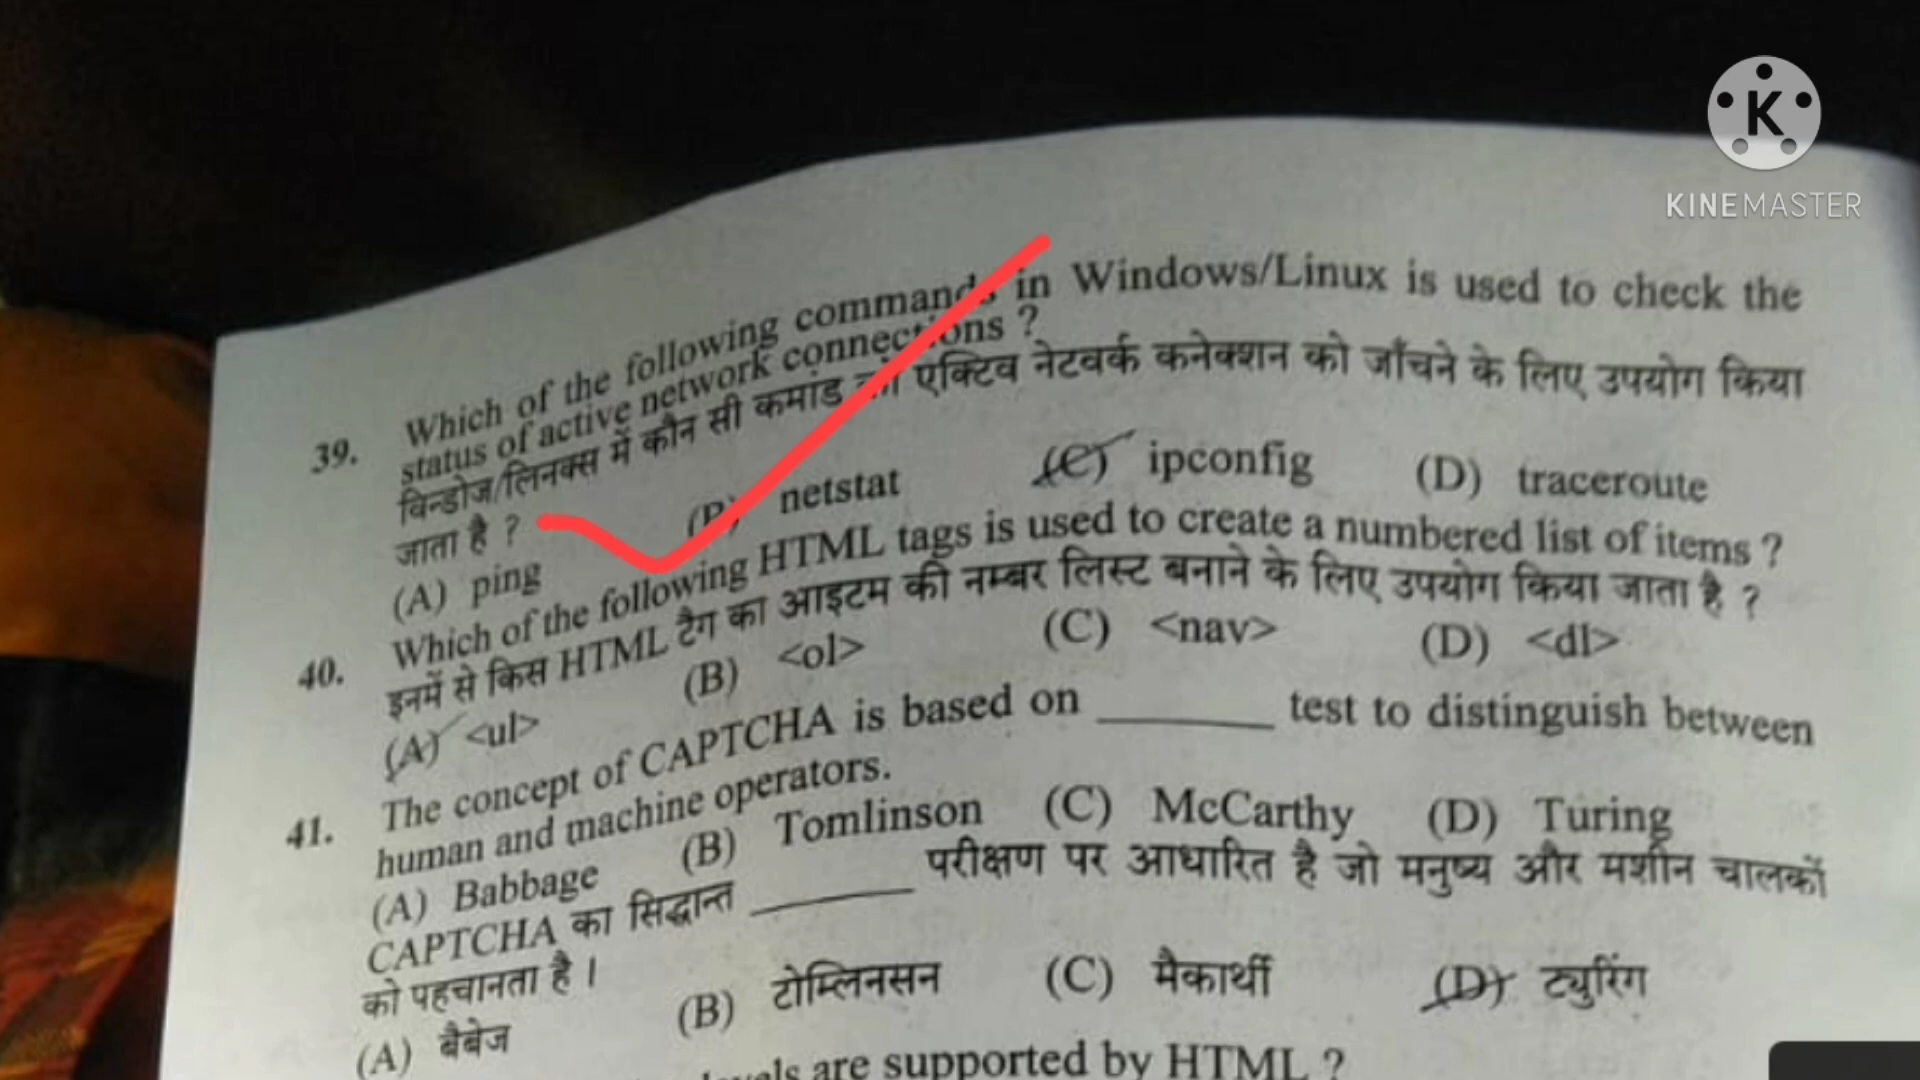 K
KINEMASTER
39. Which of the following commands in Windows/Linux is used to check the
status of active network connections ?
विन्डोज/लिनक्स में कौन सी कमांड एक्टिव नेटवर्क कनेक्शन को जाँचने के लिए उपयोग किया
जाता है ?
(A) ping (B) netstat (C) ipconfig (D) traceroute
40. Which of the following HTML tags is used to create a numbered list of items ?
इनमें से किस HTML टैग का आइटम की नम्बर लिस्ट बनाने के लिए उपयोग किया जाता है ?
(A) <ul> (B) <ol> (C) <nav> (D) <dl>
41. The concept of CAPTCHA is based on ________ test to distinguish between
human and machine operators.
(A) Babbage (B) Tomlinson (C) McCarthy (D) Turing
CAPTCHA का सिद्धान्त ________ परीक्षण पर आधारित है जो मनुष्य और मशीन चालकों
को पहचानता है ।
(A) बैबेज (B) टोम्लिनसन (C) मैकार्थी (D) ट्युरिंग
are supported by HTML ?